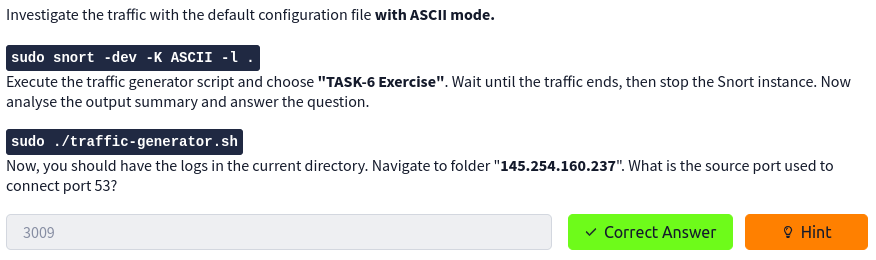 Investigate the traffic with the default configuration file with ASCII mode.
sudo snort -dev -K ASCII -l .
Execute the traffic generator script and choose "TASK-6 Exercise". Wait until the traffic ends, then stop the Snort instance. Now
analyse the output summary and answer the question.
sudo ./traffic-generator.sh
Now, you should have the logs in the current directory. Navigate to folder "145.254.160.237". What is the source port used to
connect port 53?
3009 Correct Answer Hint